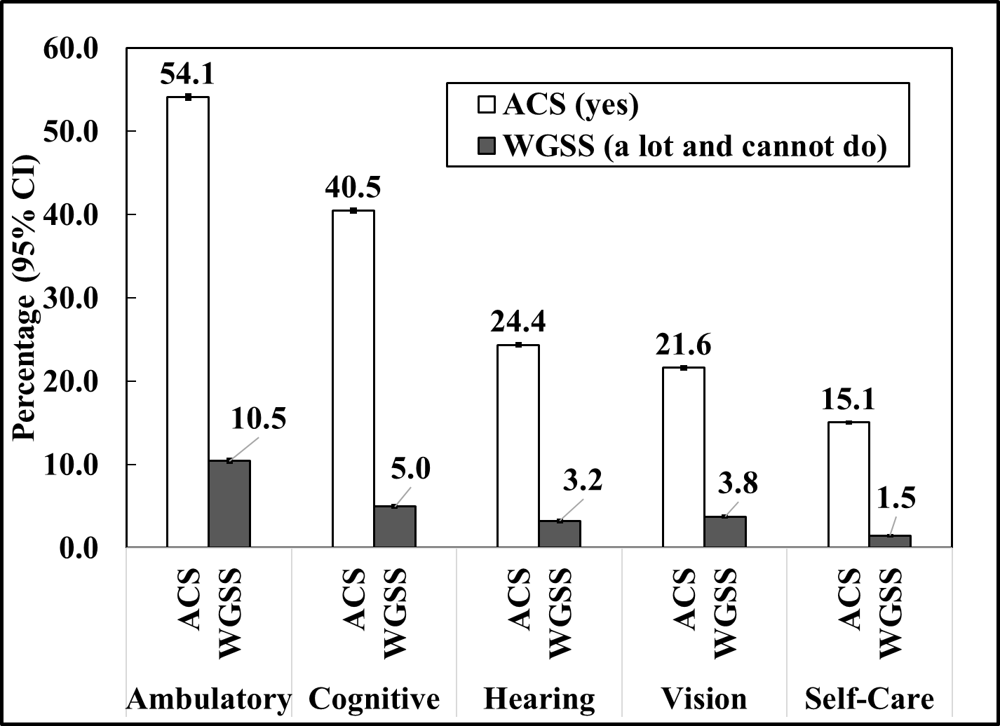 60.0
50.0
40.0
30.0
20.0
10.0
0.0
Percentage (95% CI)
ACS (yes)
WGSS (a lot and cannot do)
54.1
10.5
40.5
5.0
24.4
3.2
21.6
3.8
15.1
1.5
ACS
WGSS
ACS
WGSS
ACS
WGSS
ACS
WGSS
ACS
WGSS
Ambulatory
Cognitive
Hearing
Vision
Self-Care